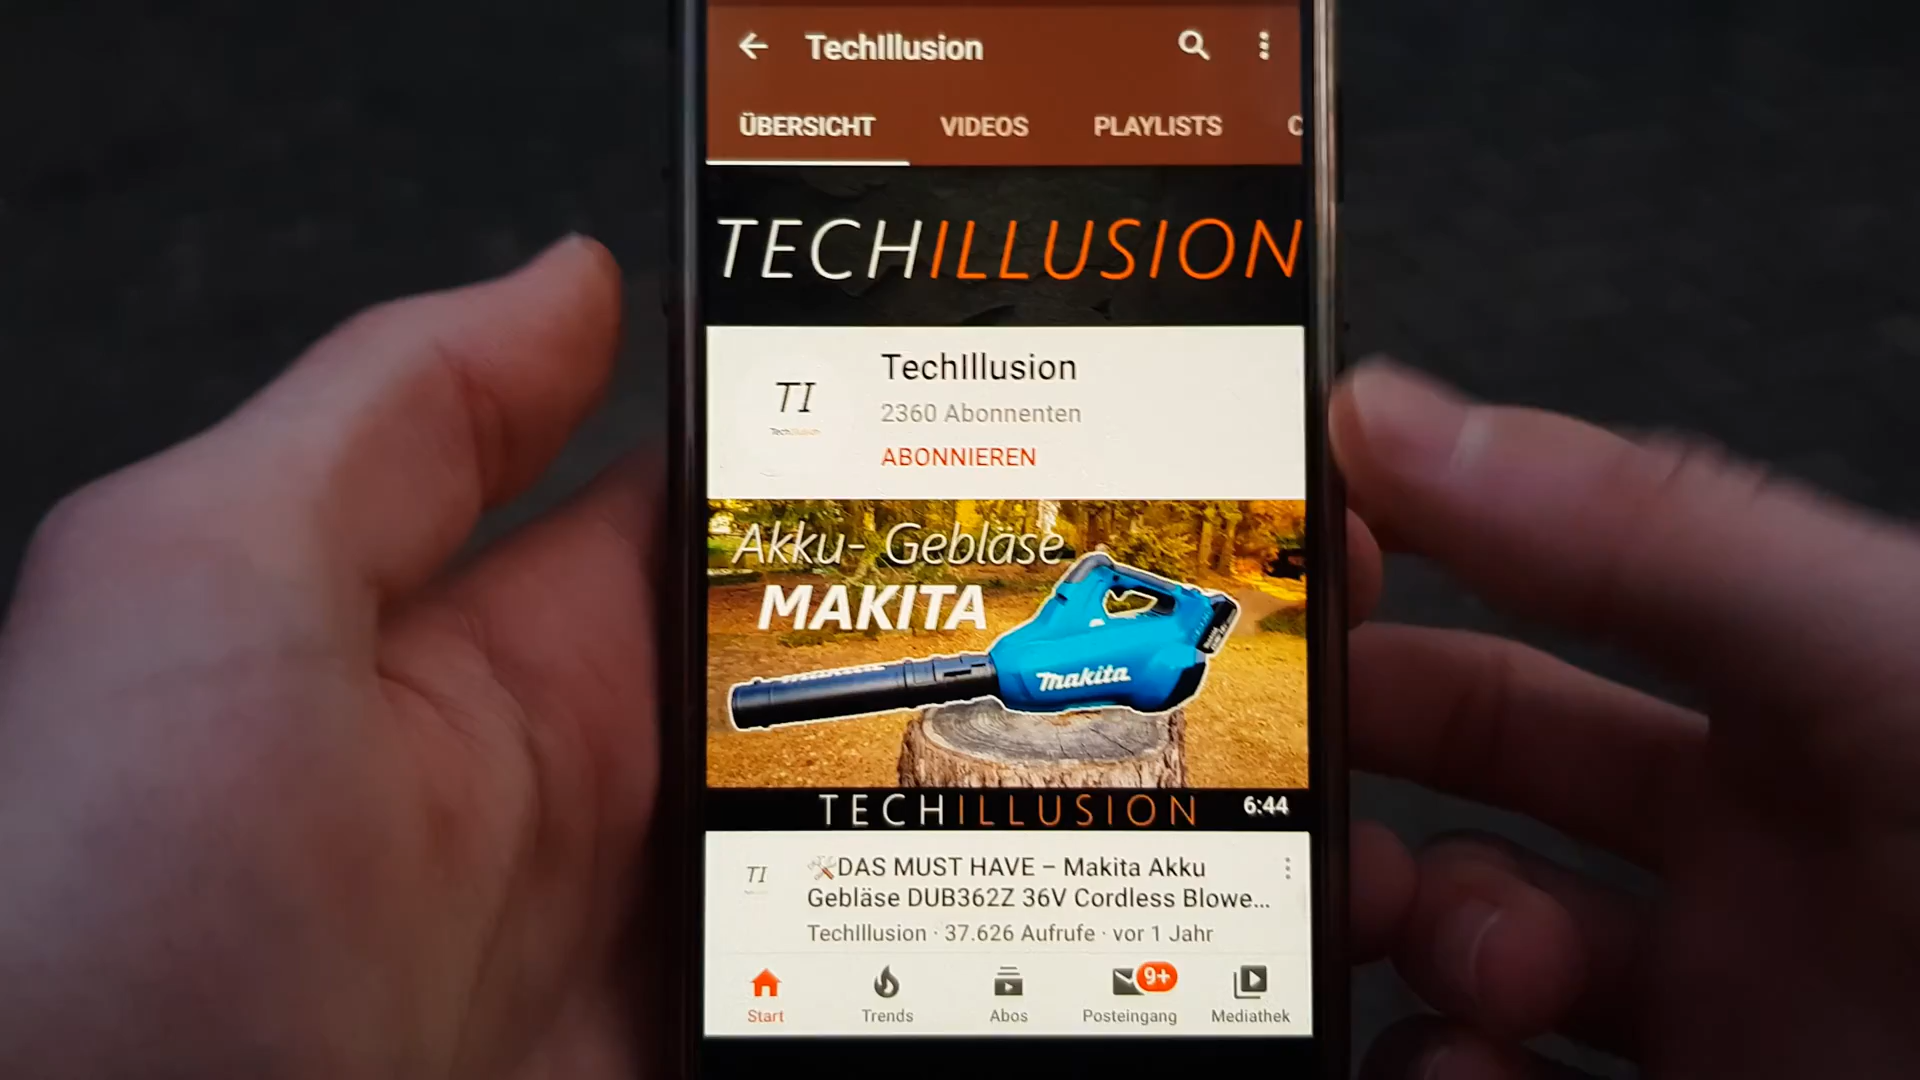 TechIllusion
ÜBERSICHT VIDEOS PLAYLISTS C
TECHILLUSION
TI
TechIllusion
TechIllusion
2360 Abonnenten
ABONNIEREN
Akku- Gebläse
MAKITA
makita
TECHILLUSION 6:44
TI
🛠DAS MUST HAVE – Makita Akku
Gebläse DUB362Z 36V Cordless Blowe...
TechIllusion · 37.626 Aufrufe · vor 1 Jahr
9+
Start Trends Abos Posteingang Mediathek